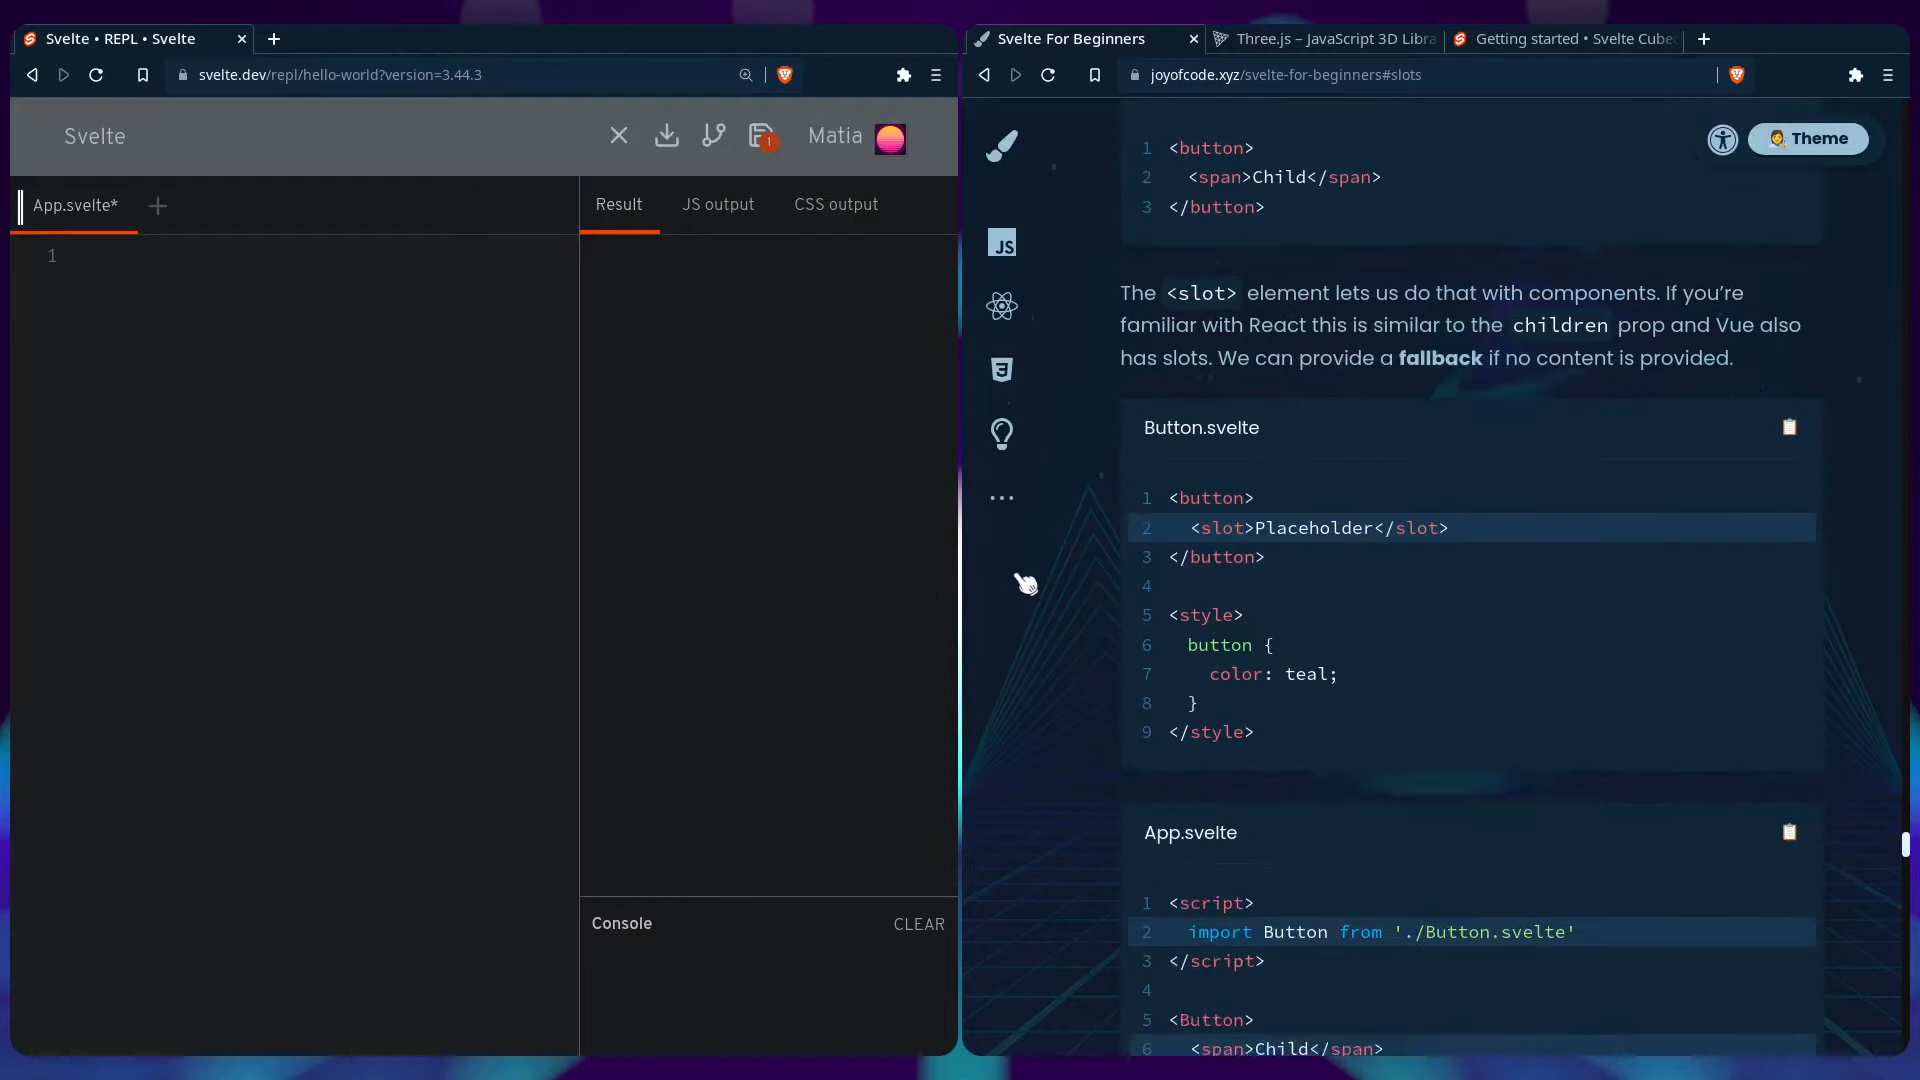 Svelte • REPL • Svelte
svelte.dev/repl/hello-world?version=3.44.3
Svelte
1
Matia
App.svelte*
Result
JS output
CSS output
1
Console
CLEAR
Svelte For Beginners
Three.js – JavaScript 3D Libra
Getting started • Svelte Cube
joyofcode.xyz/svelte-for-beginners#slots
JS
Theme
1 <button>
2 <span>Child</span>
3 </button>
The <slot> element lets us do that with components. If you’re
familiar with React this is similar to the children prop and Vue also
has slots. We can provide a fallback if no content is provided.
Button.svelte
1 <button>
2 <slot>Placeholder</slot>
3 </button>
4
5 <style>
6 button {
7 color: teal;
8 }
9 </style>
App.svelte
1 <script>
2 import Button from './Button.svelte'
3 </script>
4
5 <Button>
6 <span>Child</span>